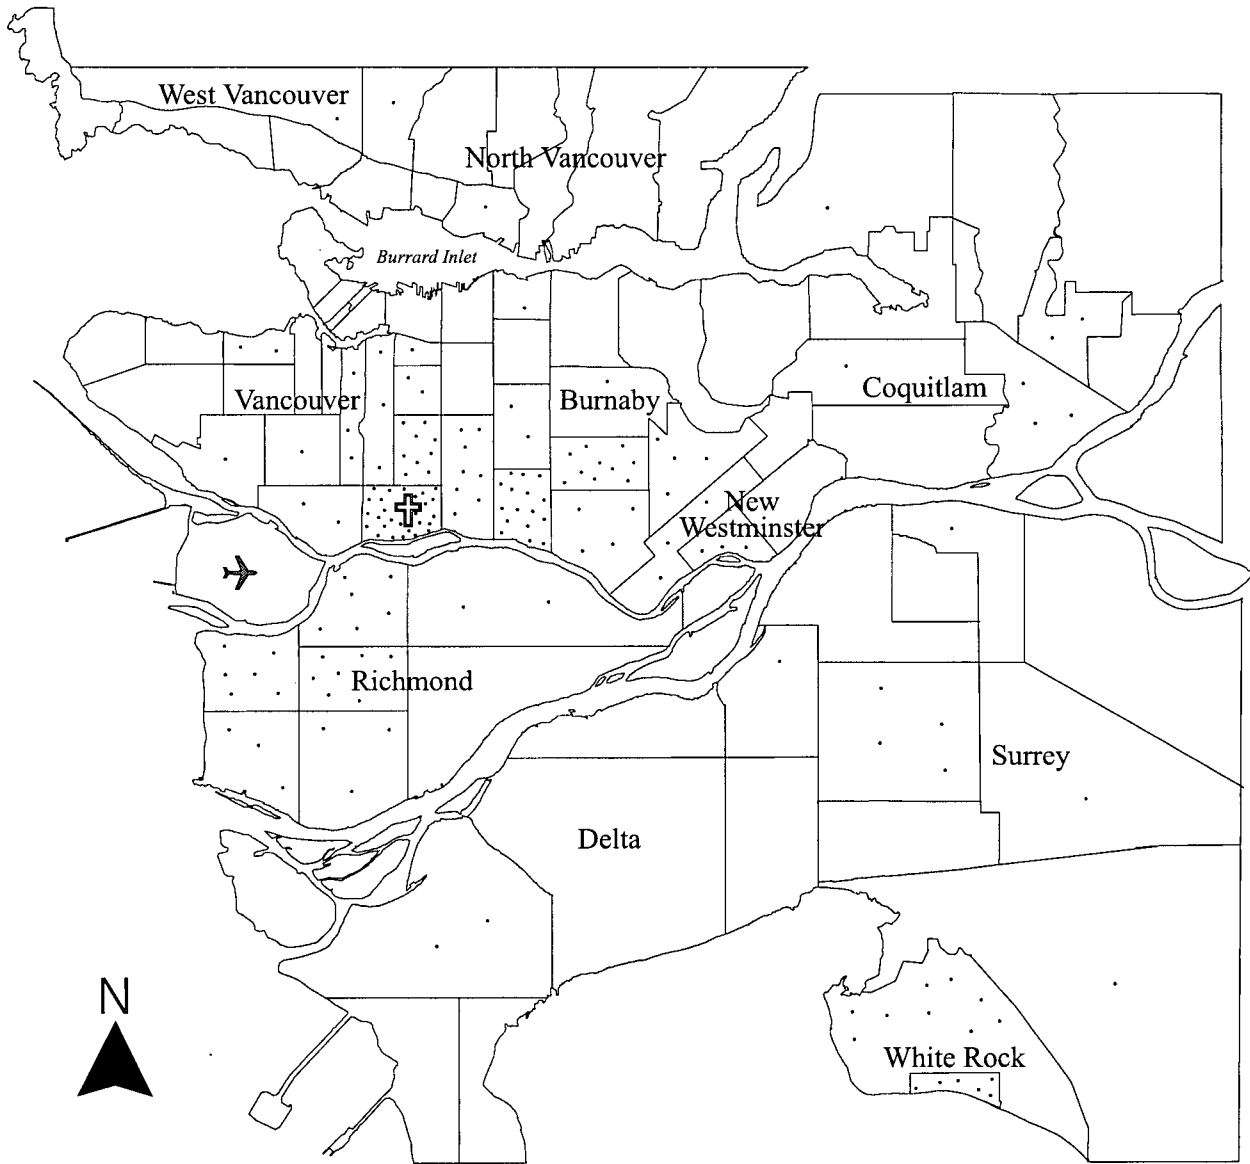 West Vancouver
North Vancouver
Burrard Inlet
Vancouver
Burnaby
Coquitlam
New
Westminster
Richmond
Surrey
Delta
N
White Rock